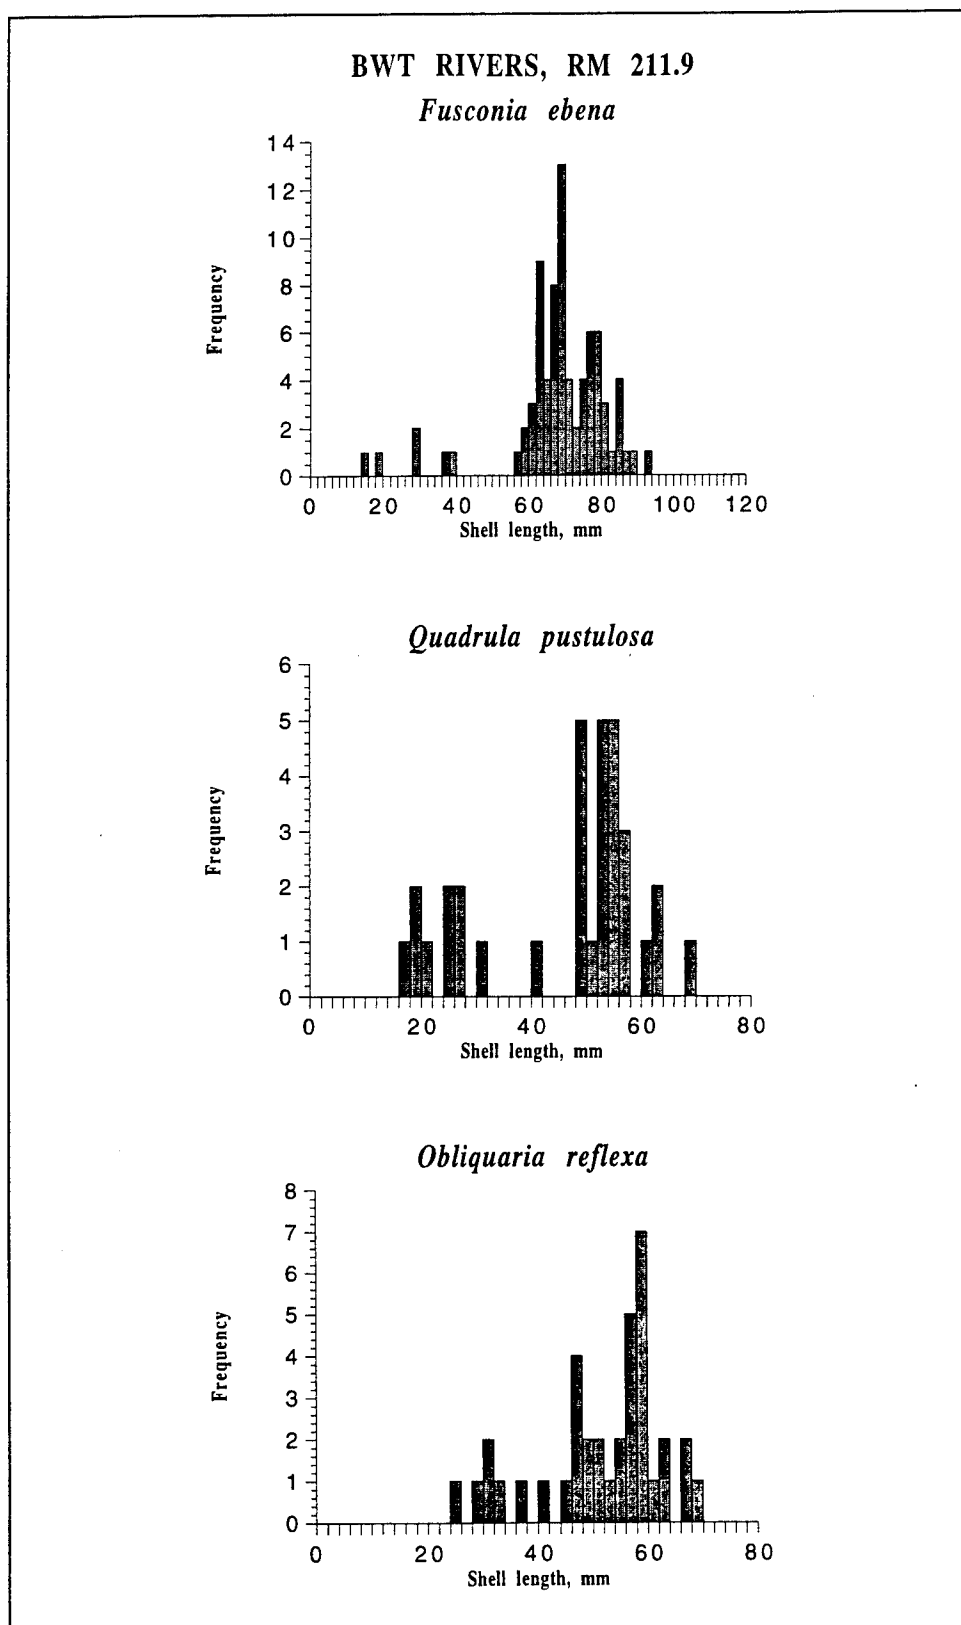 BWT RIVERS, RM 211.9
Fusconia ebena
14
12
10
8
6
4
2
0
Frequency
0 20 40 60 80 100 120
Shell length, mm
Quadrula pustulosa
6
5
4
3
2
1
0
Frequency
0 20 40 60 80
Shell length, mm
Obliquaria reflexa
8
7
6
5
4
3
2
1
0
Frequency
0 20 40 60 80
Shell length, mm